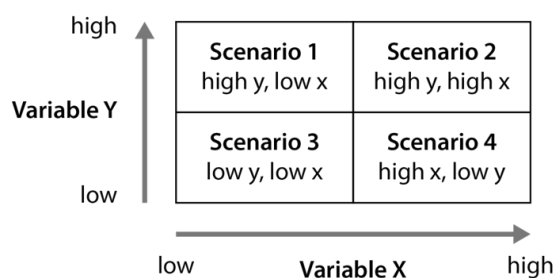 high
Variable Y
low
Scenario 1
high y, low x
Scenario 2
high y, high x
Scenario 3
low y, low x
Scenario 4
high x, low y
low
Variable X
high